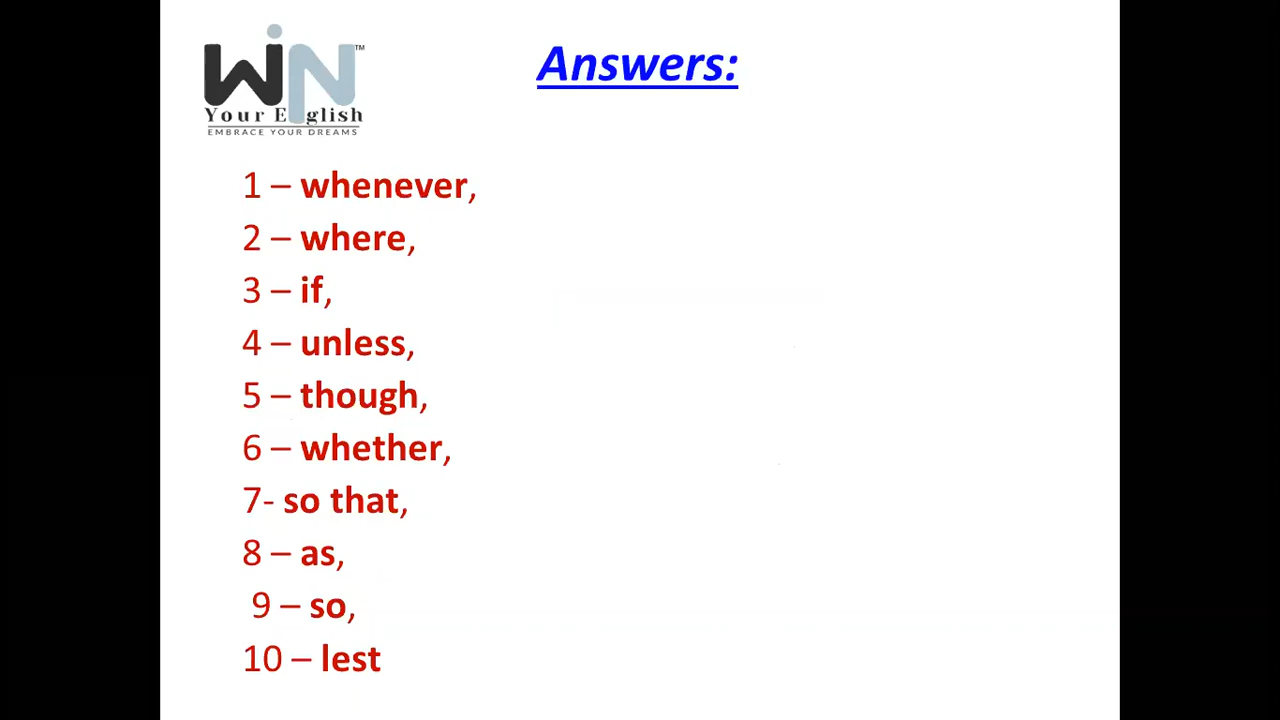 WIN™
Your English
EMBRACE YOUR DREAMS
Answers:
1 – whenever,
2 – where,
3 – if,
4 – unless,
5 – though,
6 – whether,
7- so that,
8 – as,
9 – so,
10 – lest